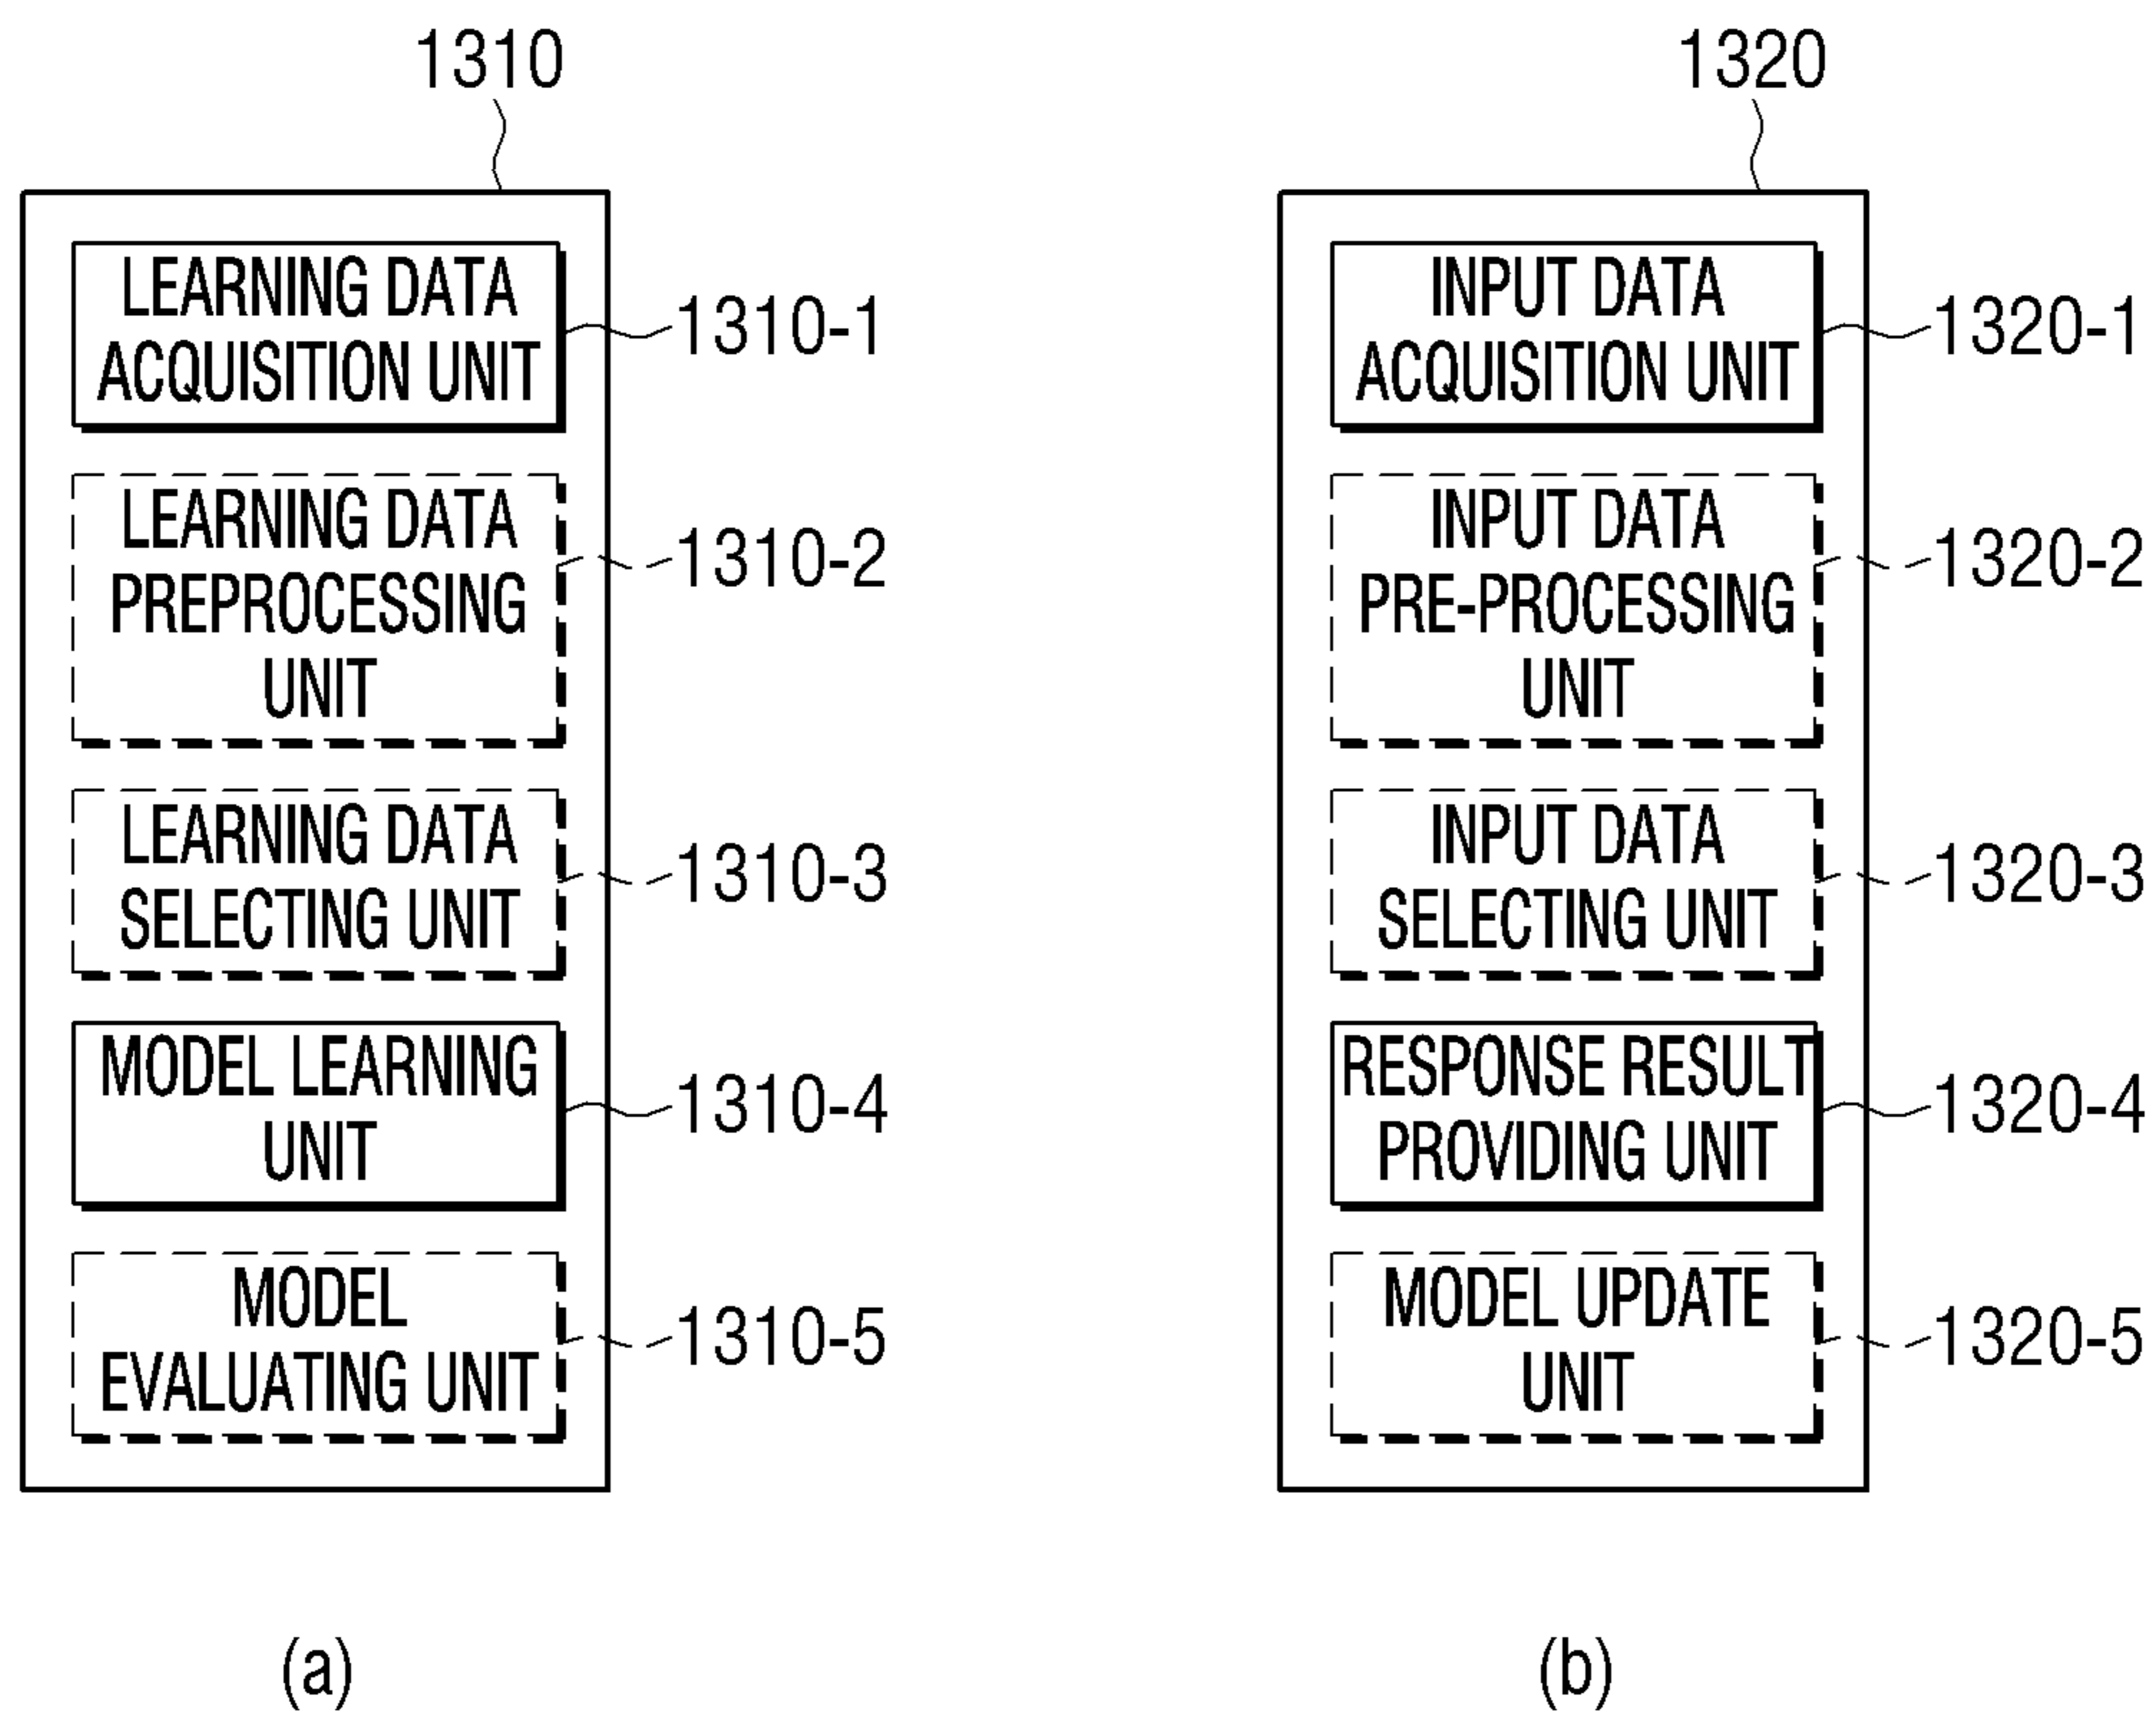 1310
LEARNING DATA
ACQUISITION UNIT
1310-1
LEARNING DATA
PREPROCESSING
UNIT
1310-2
LEARNING DATA
SELECTING UNIT
1310-3
MODEL LEARNING
UNIT
1310-4
MODEL
EVALUATING UNIT
1310-5
(a)
1320
INPUT DATA
ACQUISITION UNIT
1320-1
INPUT DATA
PRE-PROCESSING
UNIT
1320-2
INPUT DATA
SELECTING UNIT
1320-3
RESPONSE RESULT
PROVIDING UNIT
1320-4
MODEL UPDATE
UNIT
1320-5
(b)